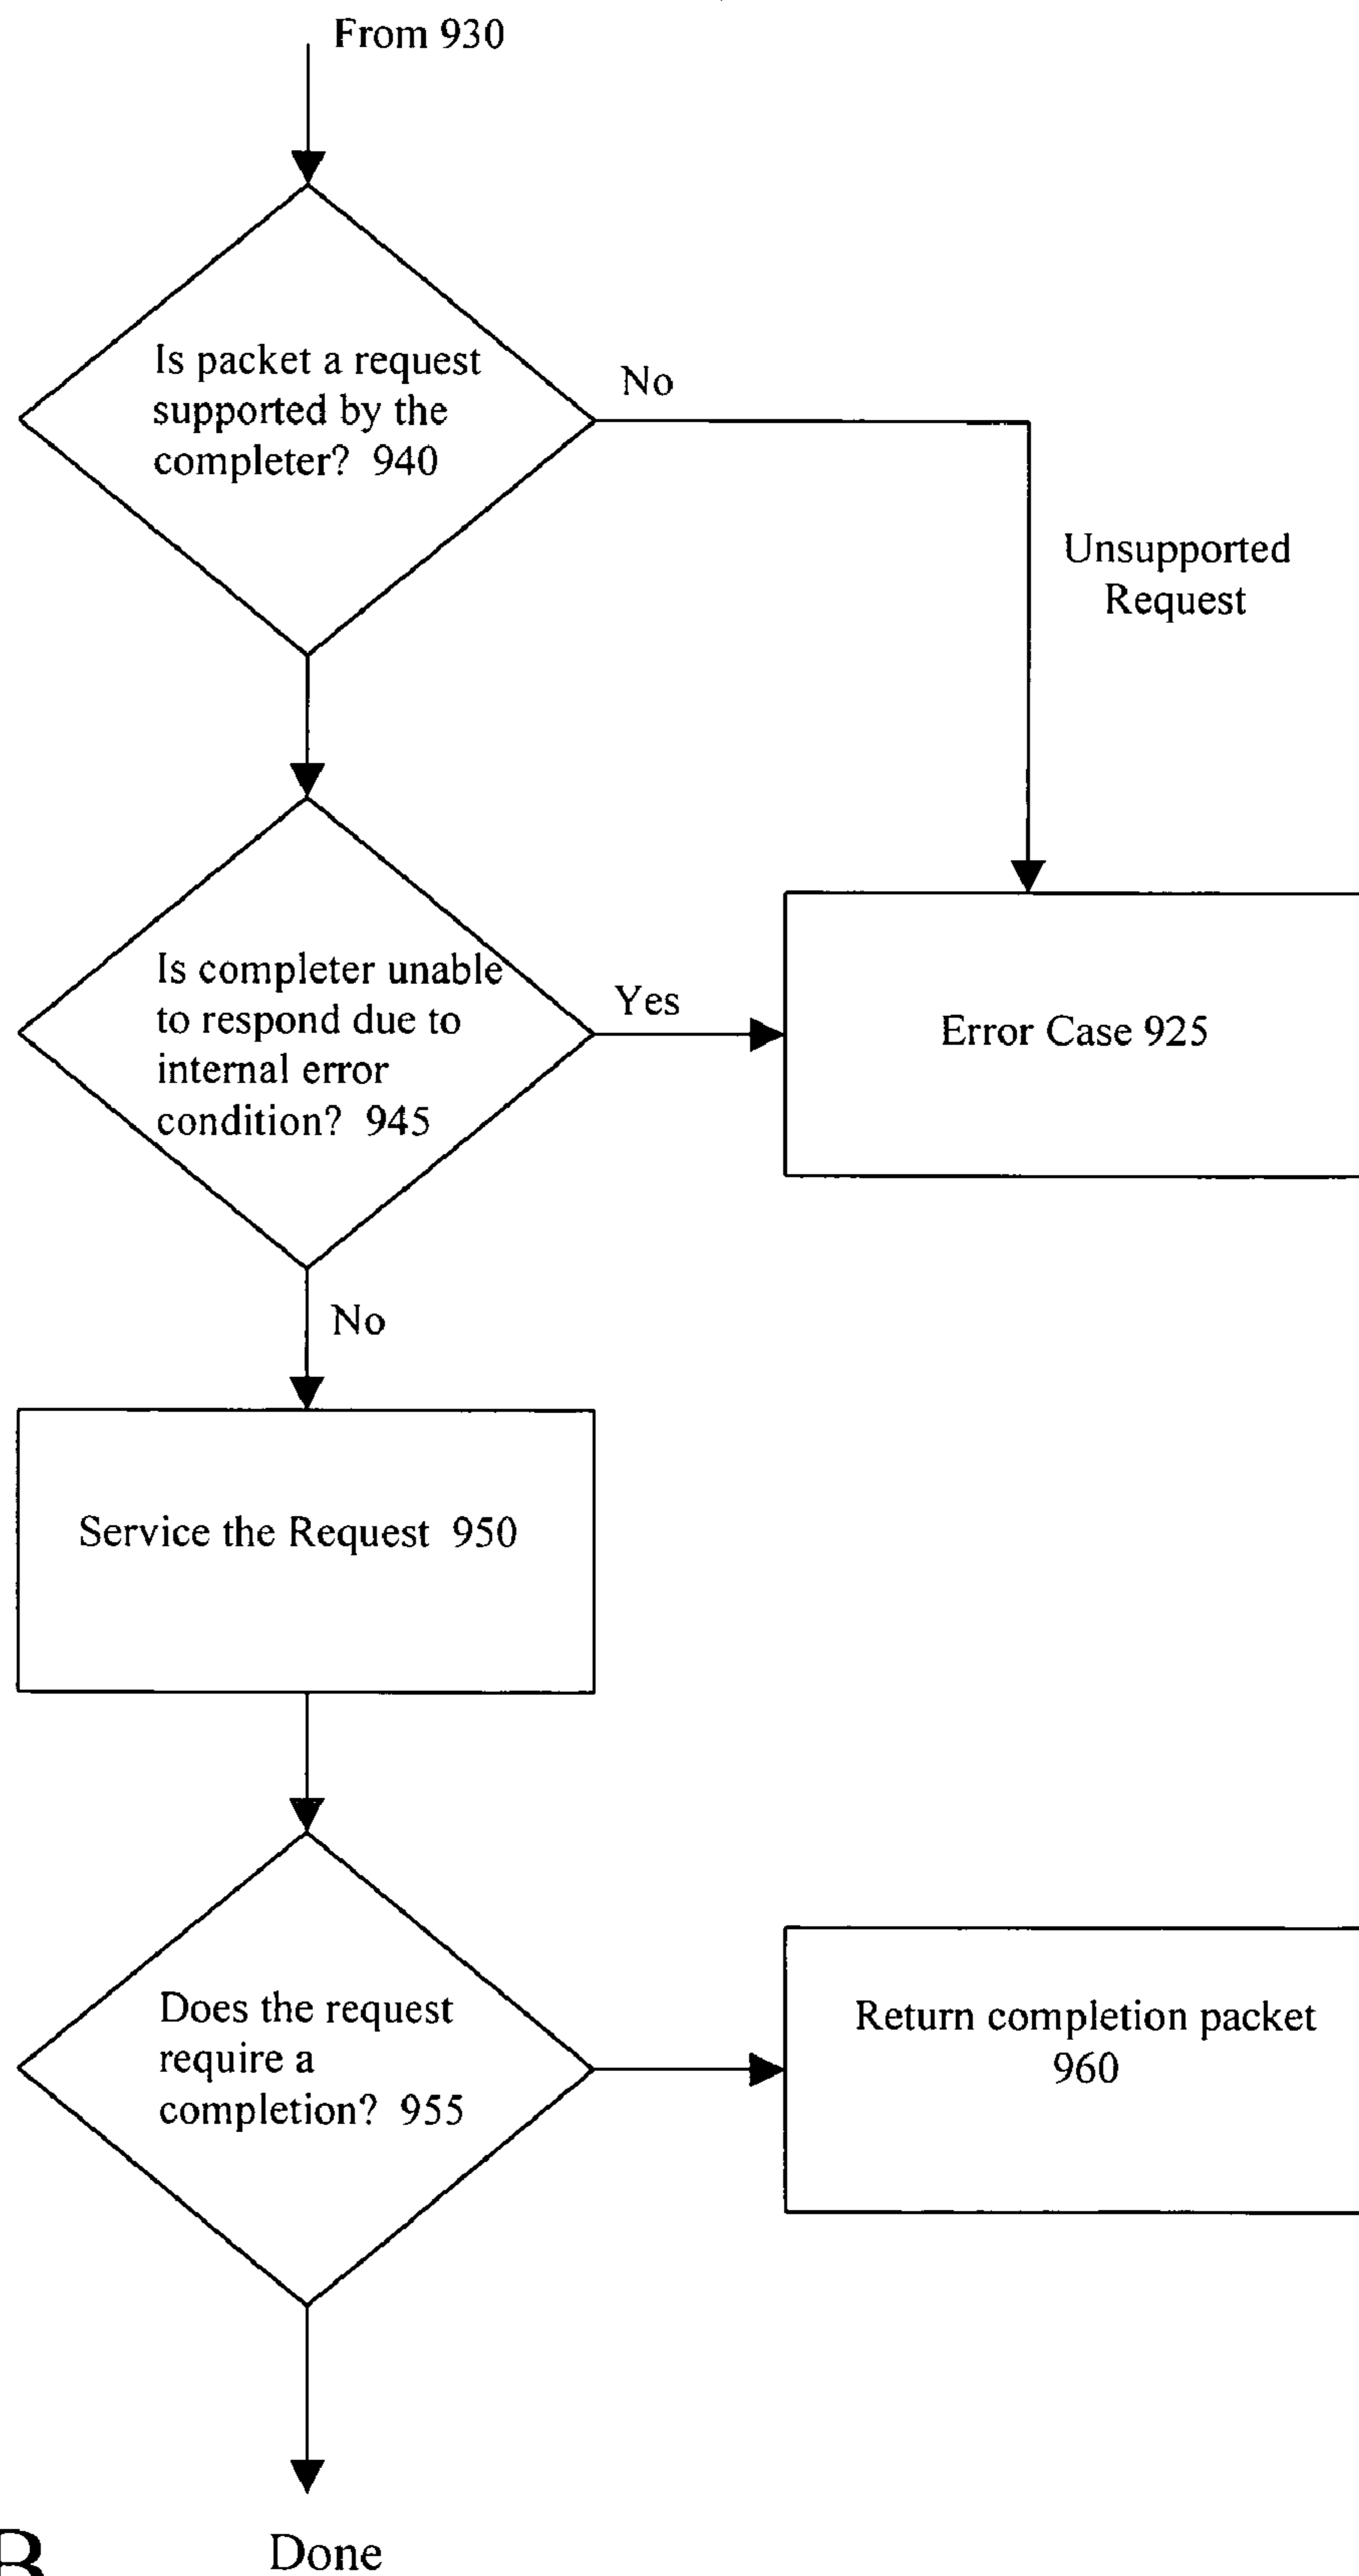 From 930
Is packet a request
supported by the
completer? 940
No
Unsupported
Request
Is completer unable
to respond due to
internal error
condition? 945
Yes
Error Case 925
No
Service the Request 950
Does the request
require a
completion? 955
Return completion packet
960
Done
B